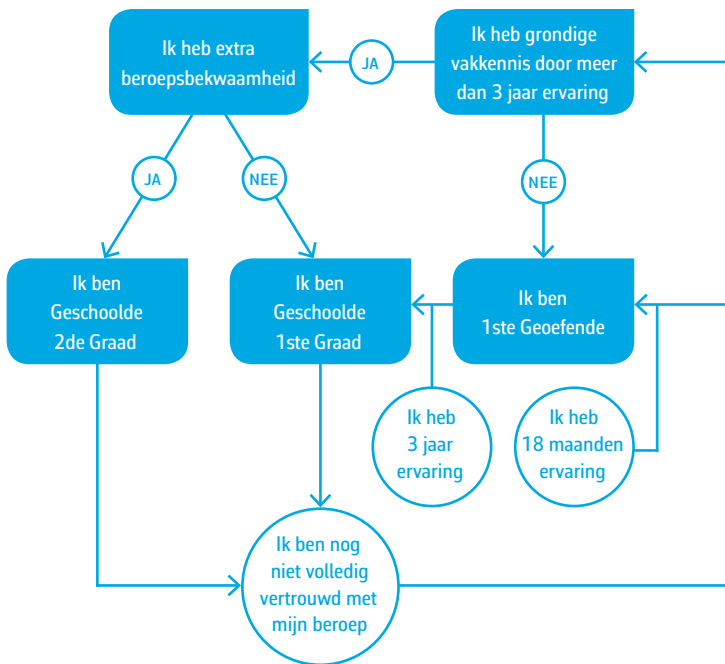 Ik heb extra
beroepsbekwaamheid
JA
Ik heb grondige
vakkennis door meer
dan 3 jaar ervaring
JA
NEE
NEE
Ik ben
Geschoolde
2de Graad
Ik ben
Geschoolde
1ste Graad
Ik ben
1ste Geoefende
Ik heb
3 jaar
ervaring
Ik heb
18 maanden
ervaring
Ik ben nog
niet volledig
vertrouwd met
mijn beroep